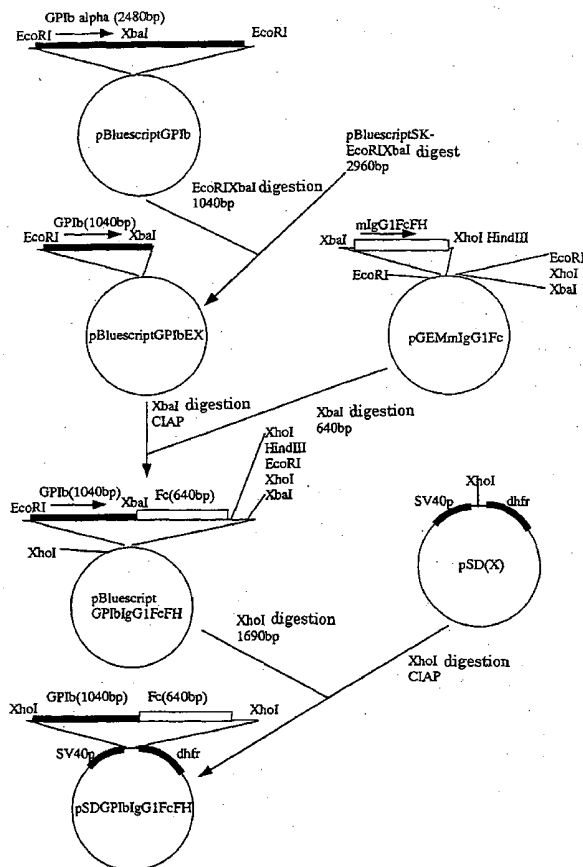 GPIb alpha (2480bp)
EcoRI
XbaI
EcoRI
pBluescriptGPIb
pBluescriptSK-
EcoRIXbaI digest
2960bp
EcoRIXbaI digestion
1040bp
GPIb(1040bp)
EcoRI
XbaI
mIgG1FcFH
XbaI
XhoI HindIII
EcoRI
EcoRI
XhoI
XbaI
pBluescriptGPIbEX
pGEMmIgG1Fc
XbaI digestion
CIAP
XbaI digestion
640bp
XhoI
HindIII
EcoRI
XhoI
XbaI
GPIb(1040bp)
XbaI
Fc(640bp)
EcoRI
XhoI
XhoI
SV40p
dhfr
pSD(X)
pBluescript
GPIbIgG1FcFH
XhoI digestion
1690bp
XhoI digestion
CIAP
GPIb(1040bp)
Fc(640bp)
XhoI
XhoI
SV40p
dhfr
pSDGPIbIgG1FcFH